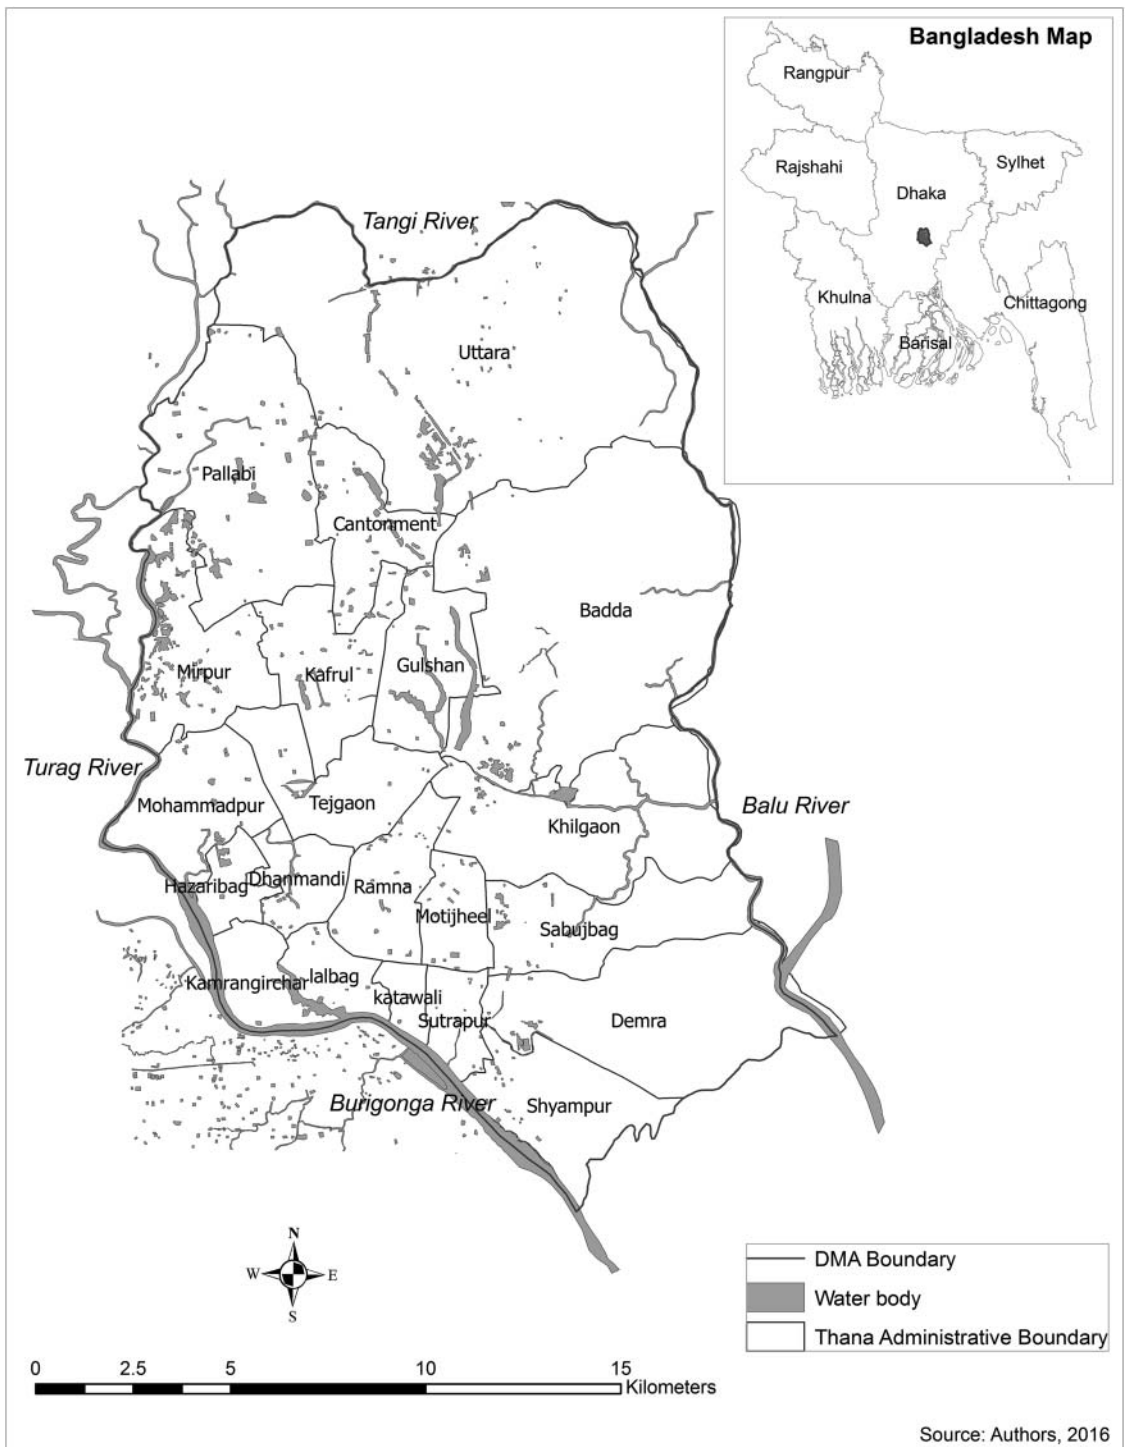 Bangladesh Map
Rangpur
Rajshahi
Sylhet
Dhaka
Khulna
Chittagong
Barisal
Tangi River
Uttara
Pallabi
Cantonment
Badda
Mirpur
Kafrul
Gulshan
Turag River
Mohammadpur
Tejgaon
Balu River
Khilgaon
Hazaribag
Dhanmandi
Ramna
Motijheel
Sabujbag
Kamrangirchar
lalbag
katawali
Sutrapur
Demra
Burigonga River
Shyampur
N
W
E
S
DMA Boundary
Water body
Thana Administrative Boundary
0 2.5 5 10 15
Kilometers
Source: Authors, 2016